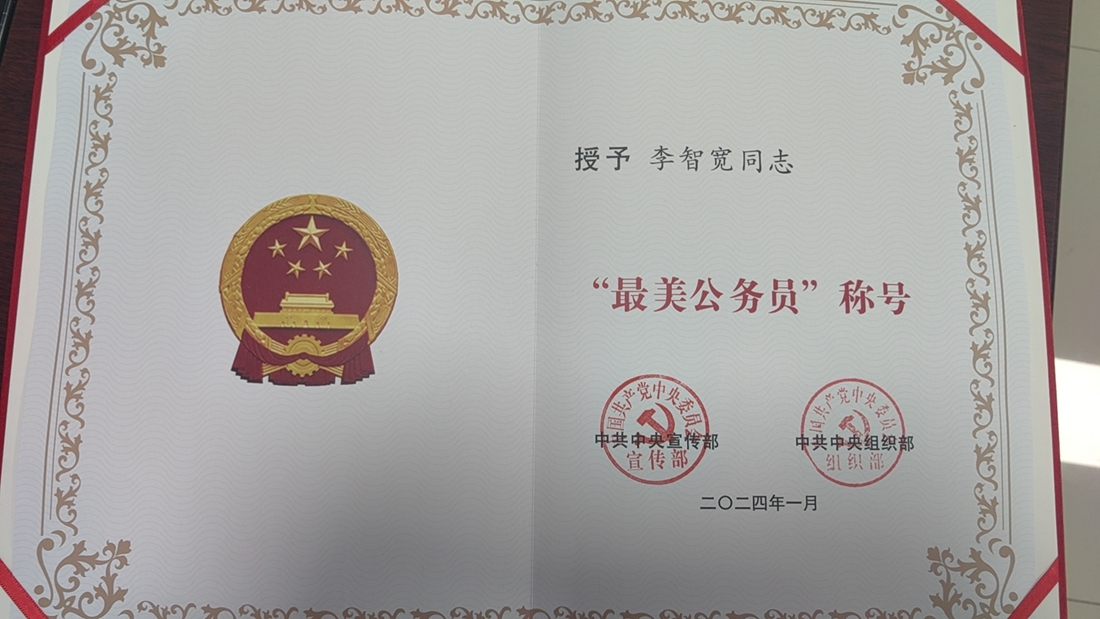 授予 李智宽同志
“最美公务员”称号
中国共产党中央委员会
宣传部
中共中央宣传部
中国共产党中央委员会
组织部
中共中央组织部
二〇二四年一月